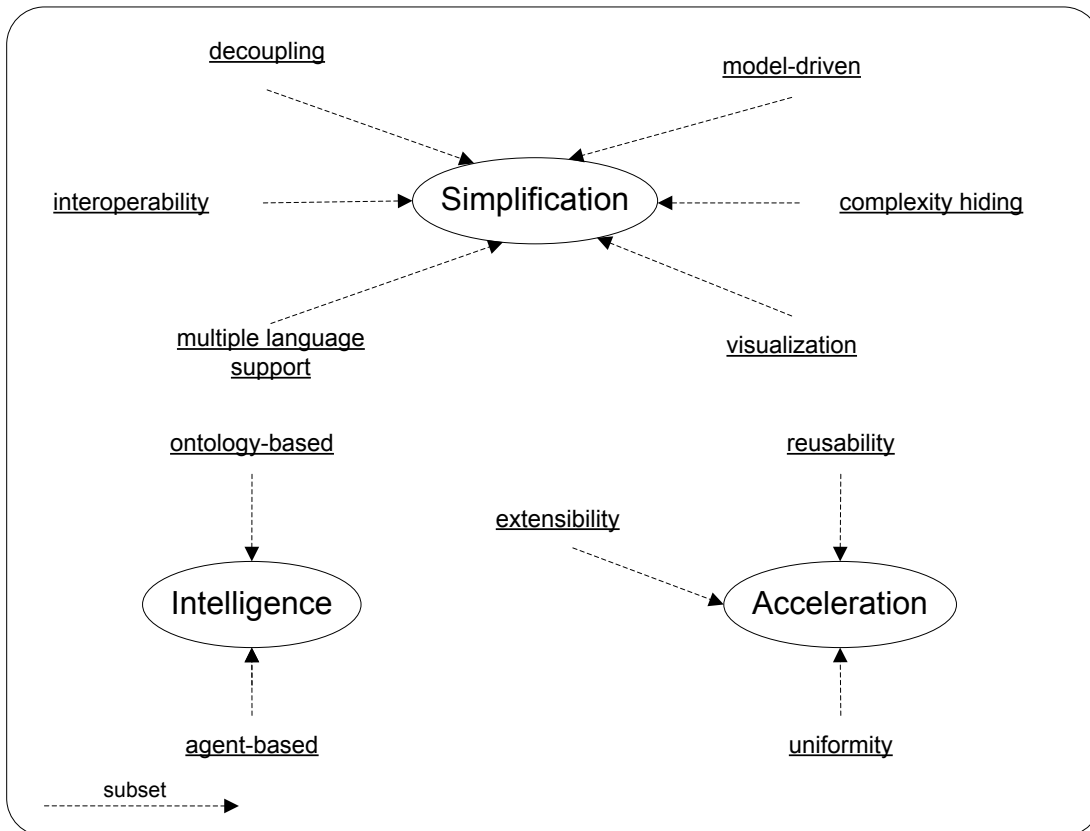 decoupling
model-driven
interoperability
Simplification
complexity hiding
multiple language
support
visualization
ontology-based
reusability
extensibility
Intelligence
Acceleration
agent-based
uniformity
subset